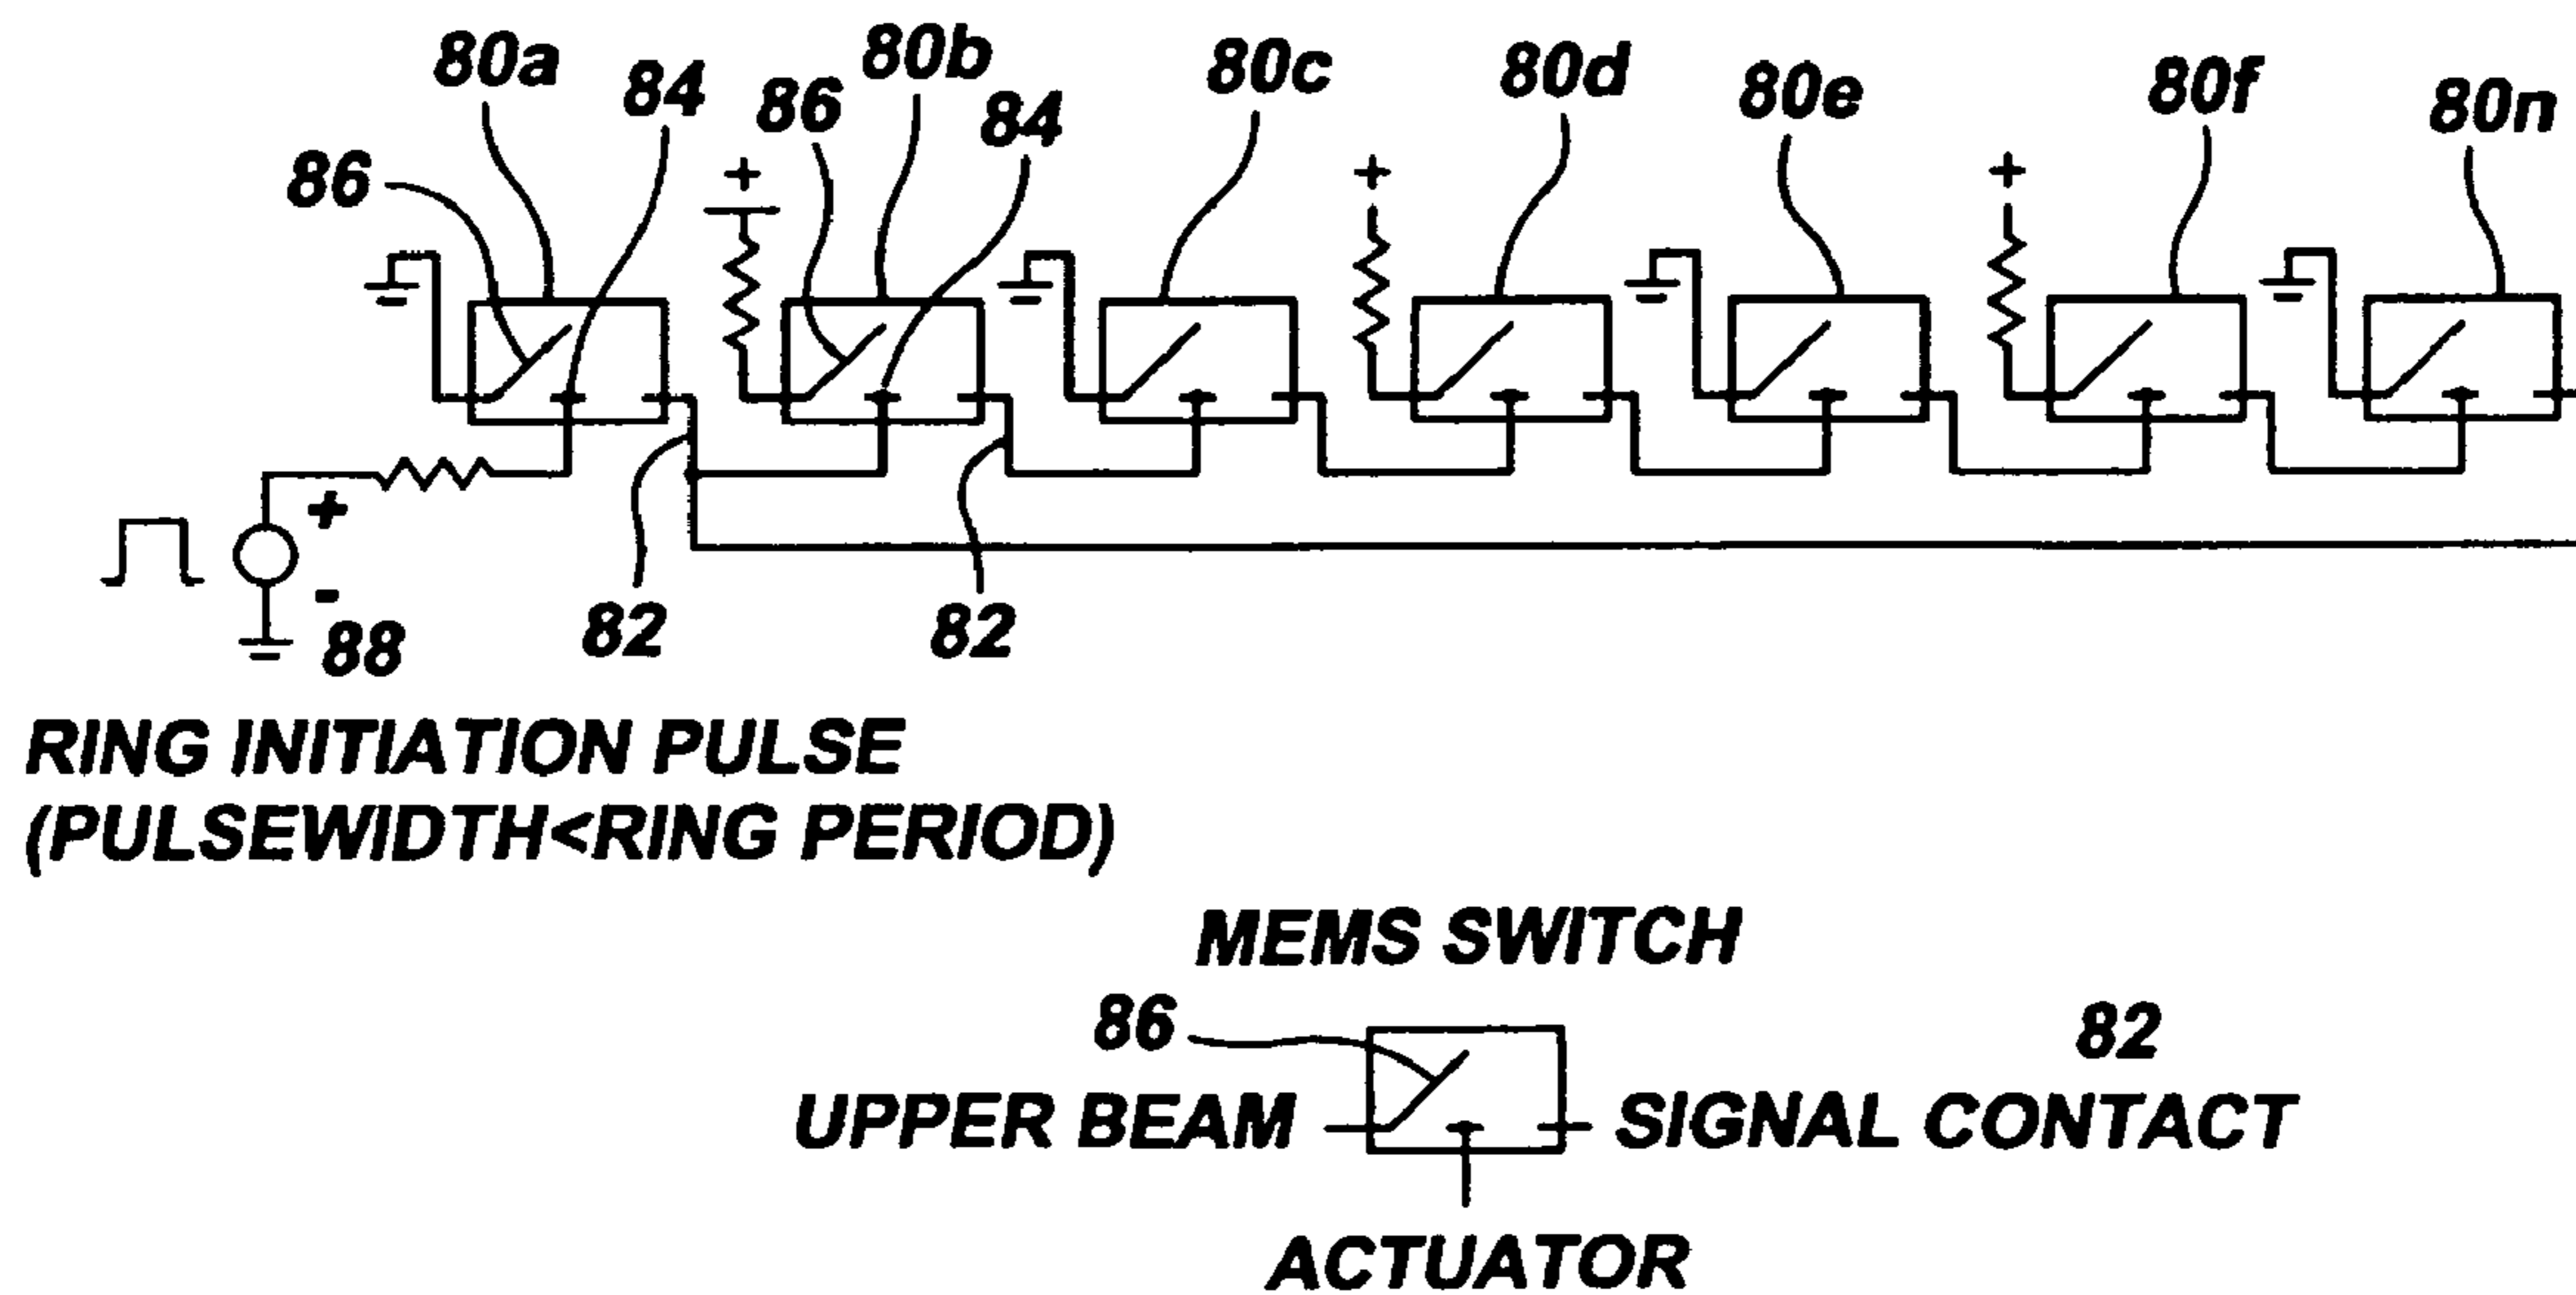 80a
84
86
80b
84
80c
80d
80e
80f
80n
86
+
+
+
+
-
88
82
82
RING INITIATION PULSE
(PULSEWIDTH<RING PERIOD)
MEMS SWITCH
86
82
UPPER BEAM
SIGNAL CONTACT
ACTUATOR